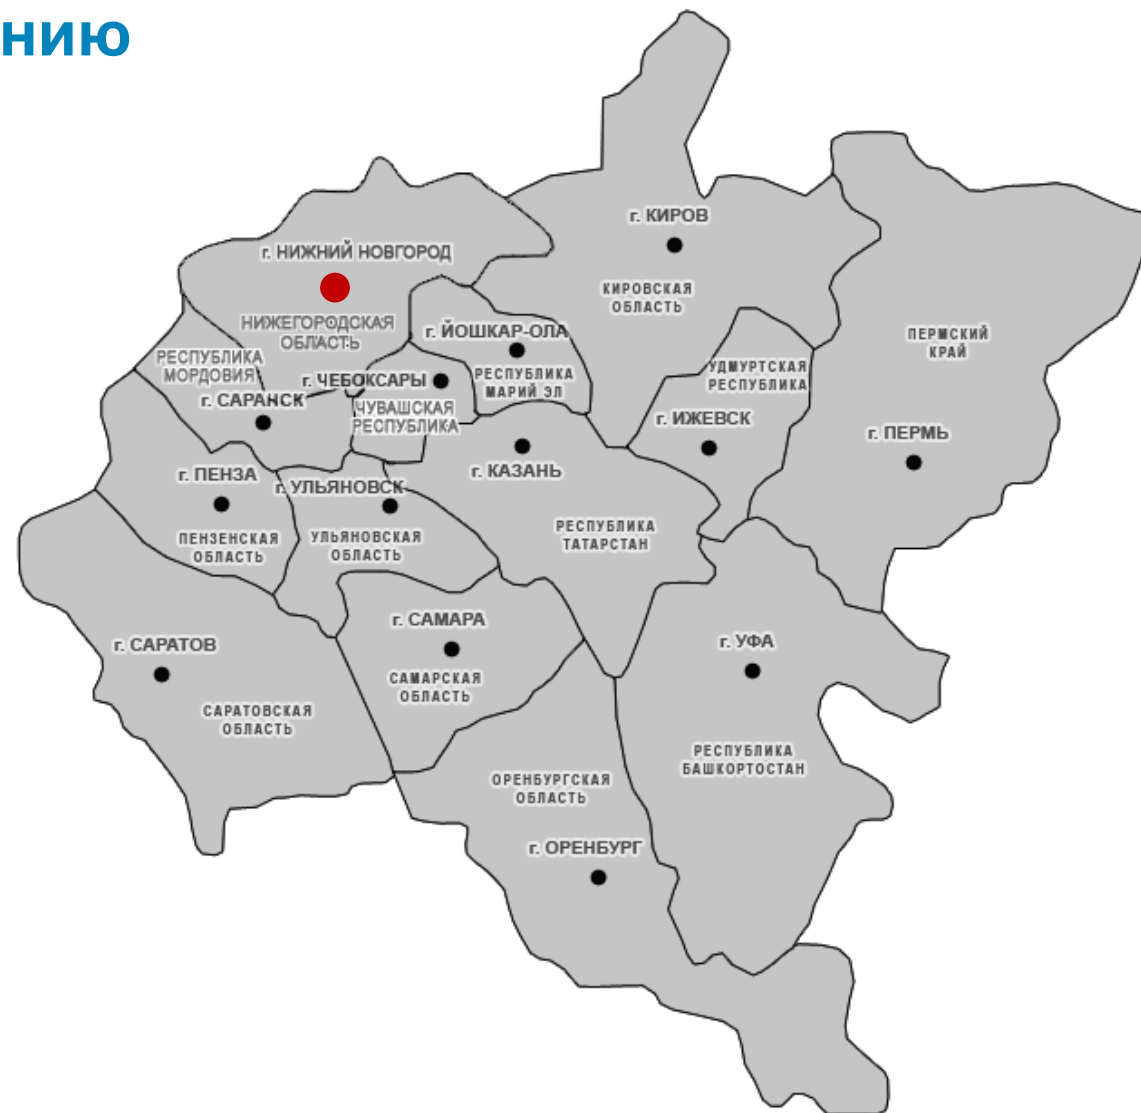 нию
г. КИРОВ
г. НИЖНИЙ НОВГОРОД
КИРОВСКАЯ
ОБЛАСТЬ
НИЖЕГОРОДСКАЯ
ОБЛАСТЬ
г. ЙОШКАР-ОЛА
ПЕРМСКИЙ
КРАЙ
РЕСПУБЛИКА
МОРДОВИЯ
г. ЧЕБОКСАРЫ
РЕСПУБЛИКА
МАРИЙ ЭЛ
УДМУРТСКАЯ
РЕСПУБЛИКА
г. САРАНСК
ЧУВАШСКАЯ
РЕСПУБЛИКА
г. ИЖЕВСК
г. ПЕРМЬ
г. ПЕНЗА
г. УЛЬЯНОВСК
г. КАЗАНЬ
ПЕНЗЕНСКАЯ
ОБЛАСТЬ
УЛЬЯНОВСКАЯ
ОБЛАСТЬ
РЕСПУБЛИКА
ТАТАРСТАН
г. САМАРА
г. САРАТОВ
г. УФА
САМАРСКАЯ
ОБЛАСТЬ
САРАТОВСКАЯ
ОБЛАСТЬ
РЕСПУБЛИКА
БАШКОРТОСТАН
ОРЕНБУРГСКАЯ
ОБЛАСТЬ
г. ОРЕНБУРГ